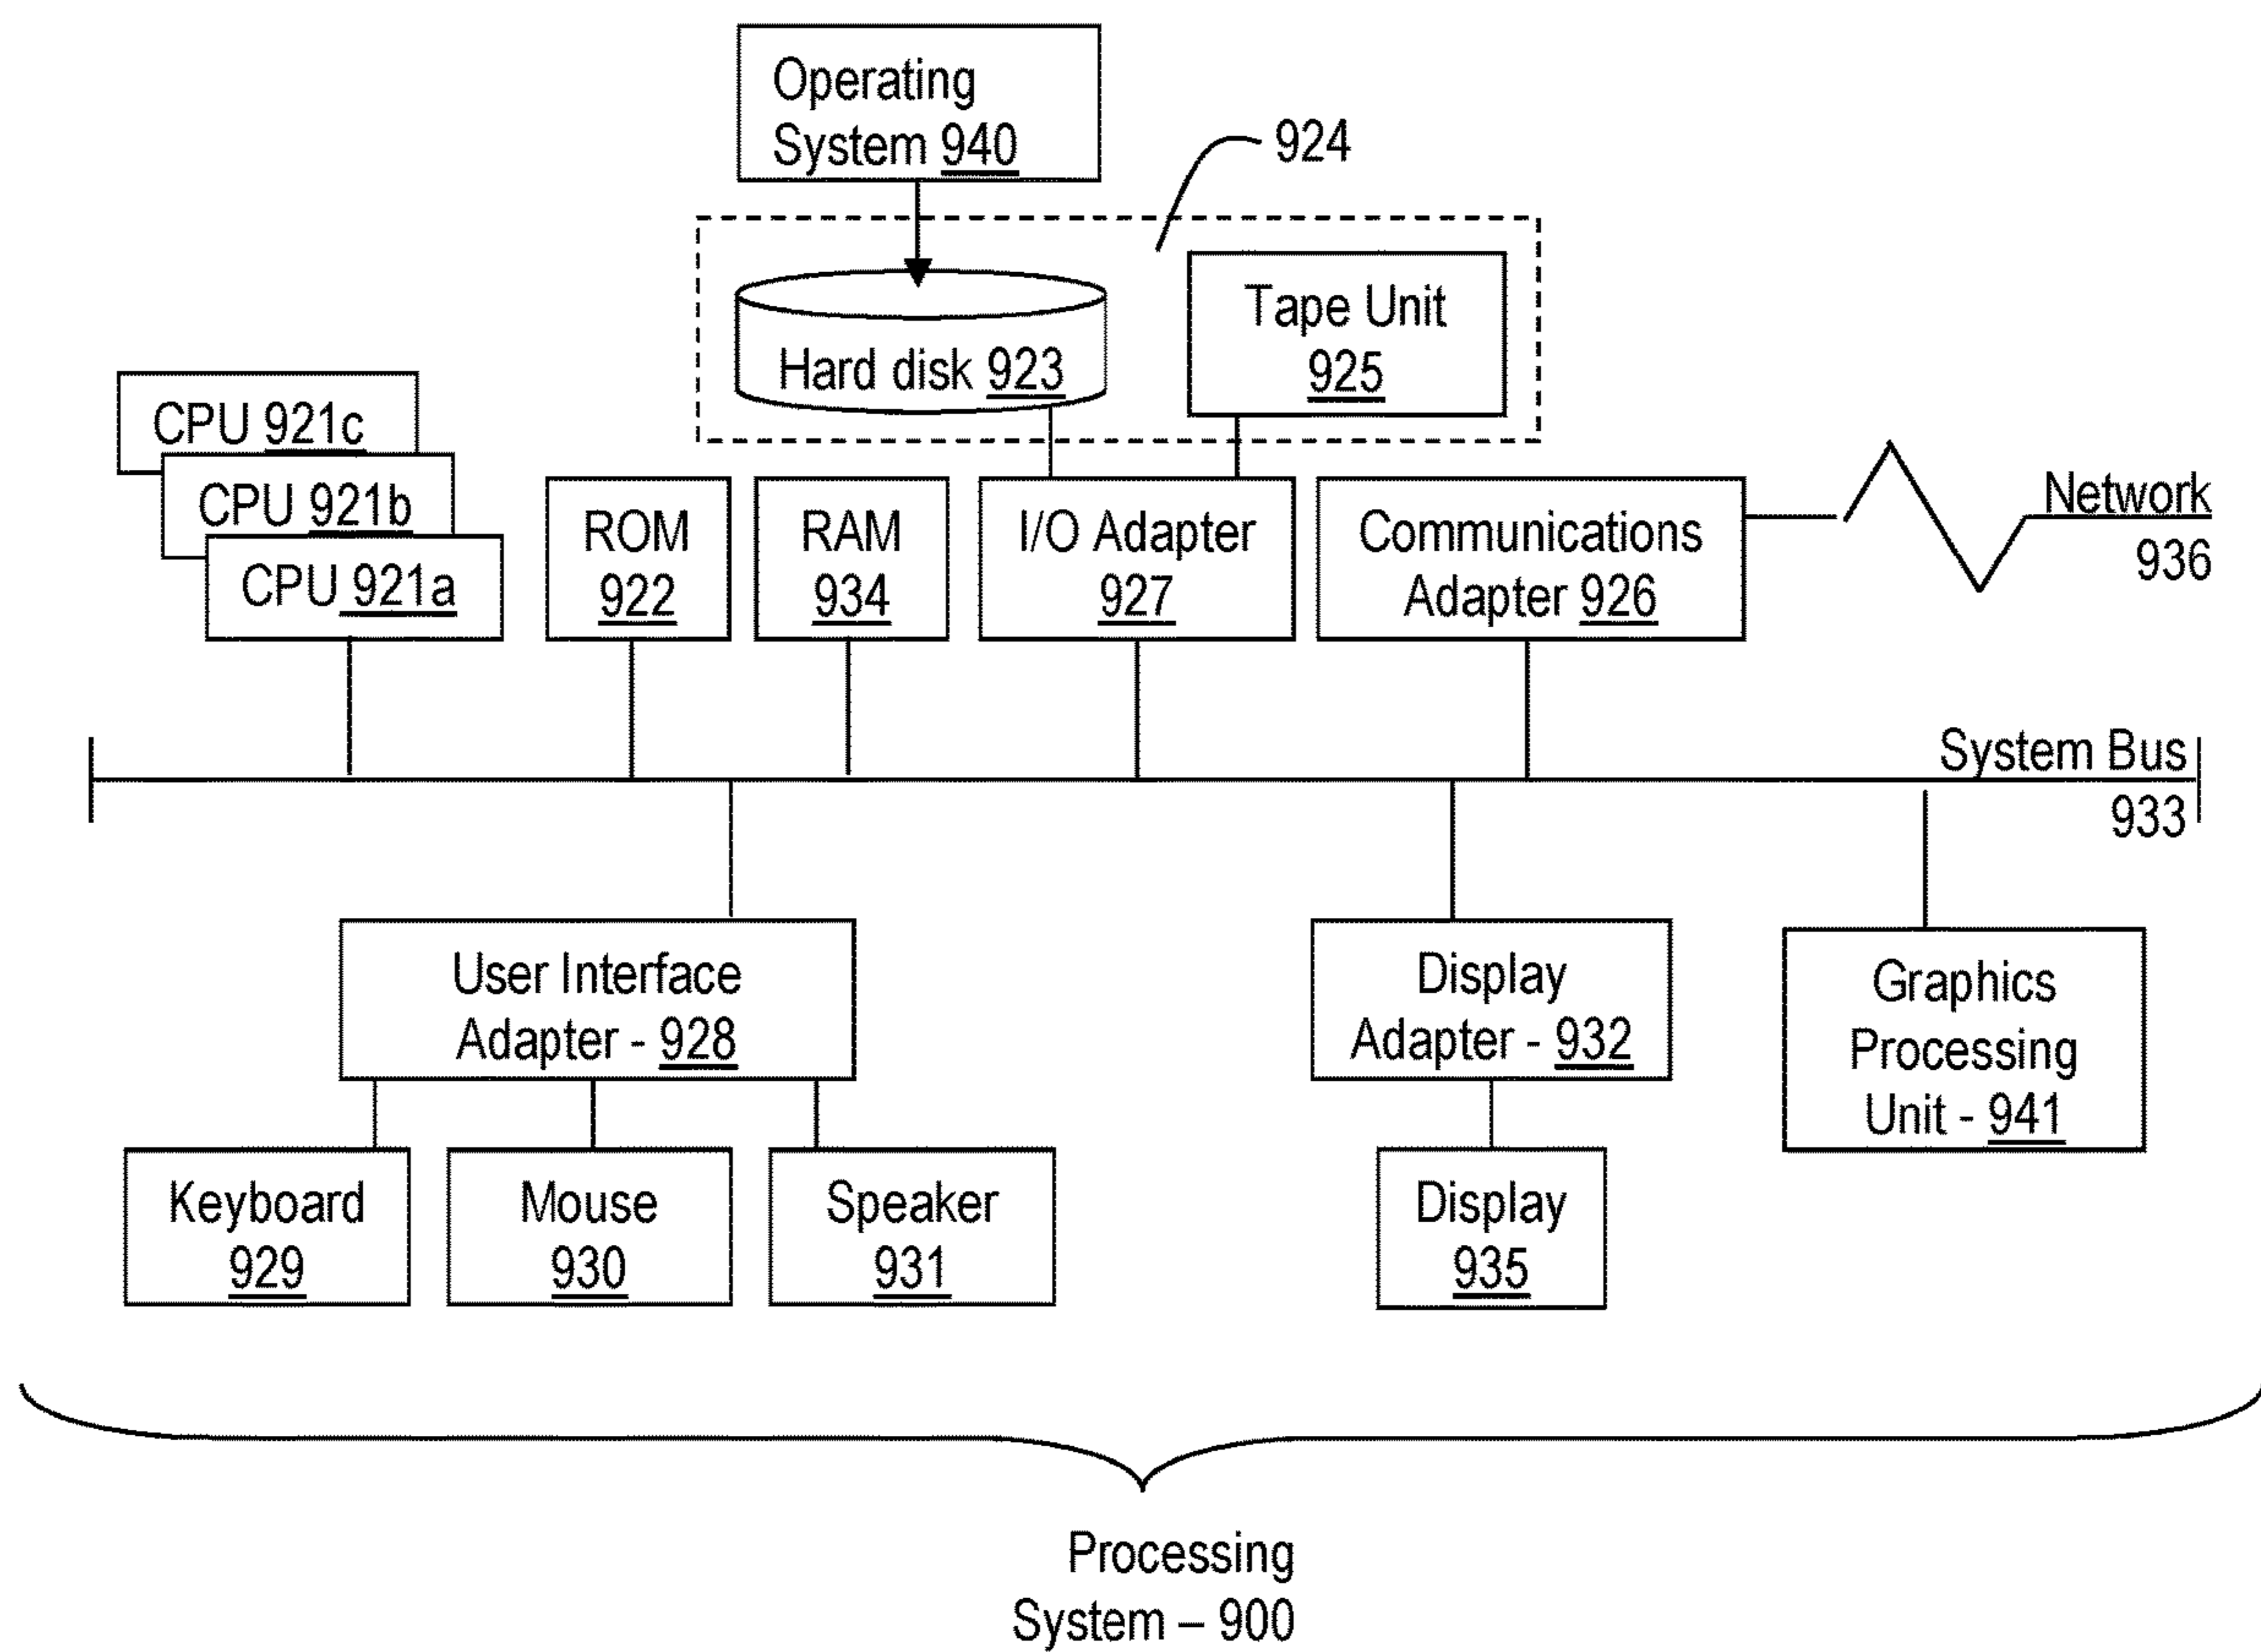 Operating
System 940
924
Tape Unit
925
Hard disk 923
CPU 921c
CPU 921b
CPU 921a
ROM
922
RAM
934
I/O Adapter
927
Communications
Adapter 926
Network
936
System Bus
933
User Interface
Adapter - 928
Display
Adapter - 932
Graphics
Processing
Unit - 941
Keyboard
929
Mouse
930
Speaker
931
Display
935
Processing
System – 900